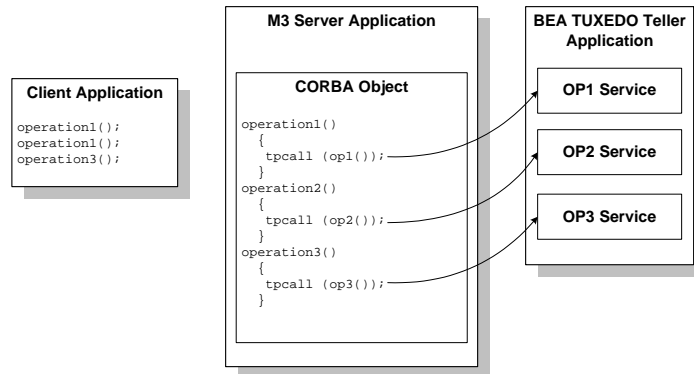 Client Application
operation1();
operation1();
operation3();
M3 Server Application
CORBA Object
operation1()
{
tpcall (op1());
}
operation2()
{
tpcall (op2());
}
operation3()
{
tpcall (op3());
}
BEA TUXEDO Teller
Application
OP1 Service
OP2 Service
OP3 Service